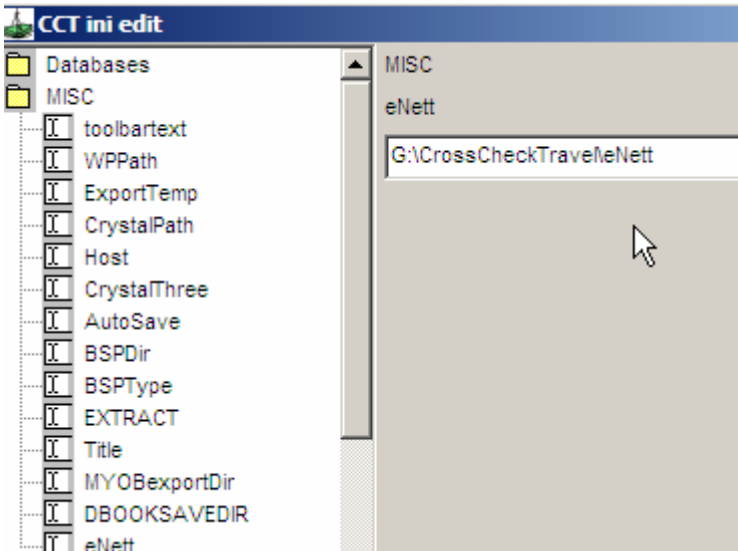 CCT ini edit
Databases
MISC
toolbartext
WPPath
ExportTemp
CrystalPath
Host
CrystalThree
AutoSave
BSPDir
BSPType
EXTRACT
Title
MYOBexportDir
DBOOKSAVEDIR
eNett
MISC
eNett
G:\CrossCheckTravel\eNett